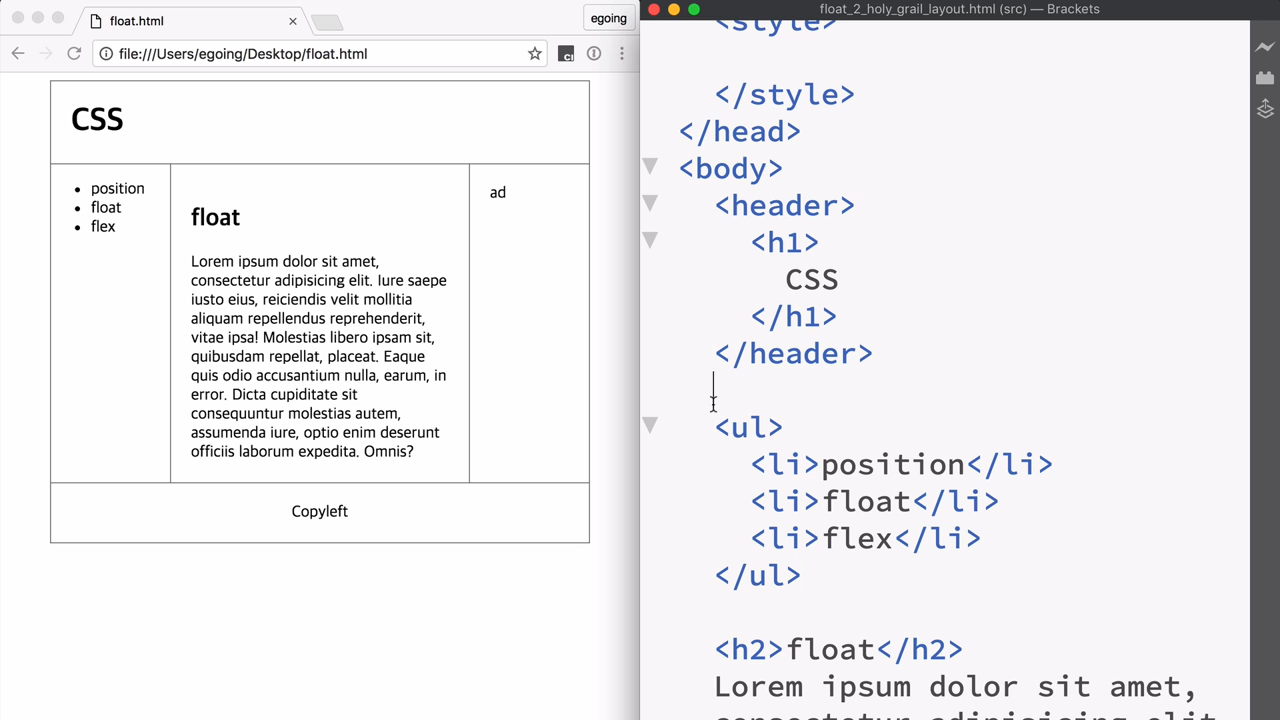 float.html
egoing
file:///Users/egoing/Desktop/float.html
CSS
position
float
flex
float
Lorem ipsum dolor sit amet,
consectetur adipisicing elit. Iure saepe
iusto eius, reiciendis velit mollitia
aliquam repellendus reprehenderit,
vitae ipsa! Molestias libero ipsam sit,
quibusdam repellat, placeat. Eaque
quis odio accusantium nulla, earum, in
error. Dicta cupiditate sit
consequuntur molestias autem,
assumenda iure, optio enim deserunt
officiis laborum expedita. Omnis?
ad
Copyleft
float_2_holy_grail_layout.html (src) — Brackets
<style>
</style>
</head>
<body>
<header>
<h1>
CSS
</h1>
</header>
<ul>
<li>position</li>
<li>float</li>
<li>flex</li>
</ul>
<h2>float</h2>
Lorem ipsum dolor sit amet,
consectetur adipisicing elit